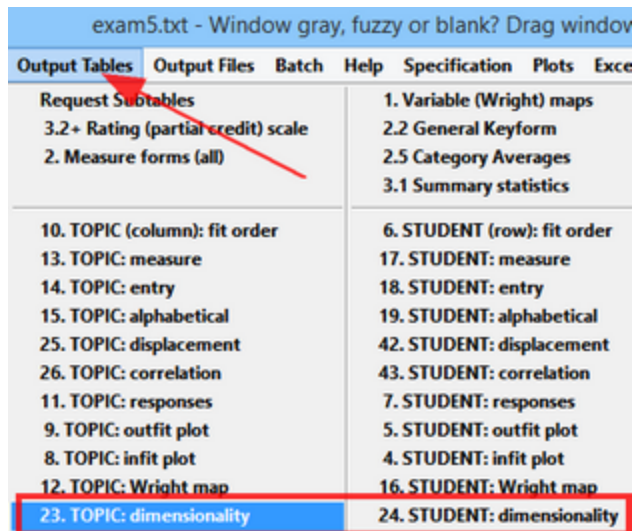 exam5.txt - Window gray, fuzzy or blank? Drag window
Output Tables Output Files Batch Help Specification Plots Exce
Request Subtables 1. Variable (Wright) maps
3.2+ Rating (partial credit) scale 2.2 General Keyform
2. Measure forms (all) 2.5 Category Averages
3.1 Summary statistics
10. TOPIC (column): fit order 6. STUDENT (row): fit order
13. TOPIC: measure 17. STUDENT: measure
14. TOPIC: entry 18. STUDENT: entry
15. TOPIC: alphabetical 19. STUDENT: alphabetical
25. TOPIC: displacement 42. STUDENT: displacement
26. TOPIC: correlation 43. STUDENT: correlation
11. TOPIC: responses 7. STUDENT: responses
9. TOPIC: outfit plot 5. STUDENT: outfit plot
8. TOPIC: infit plot 4. STUDENT: infit plot
12. TOPIC: Wright map 16. STUDENT: Wright map
23. TOPIC: dimensionality 24. STUDENT: dimensionality